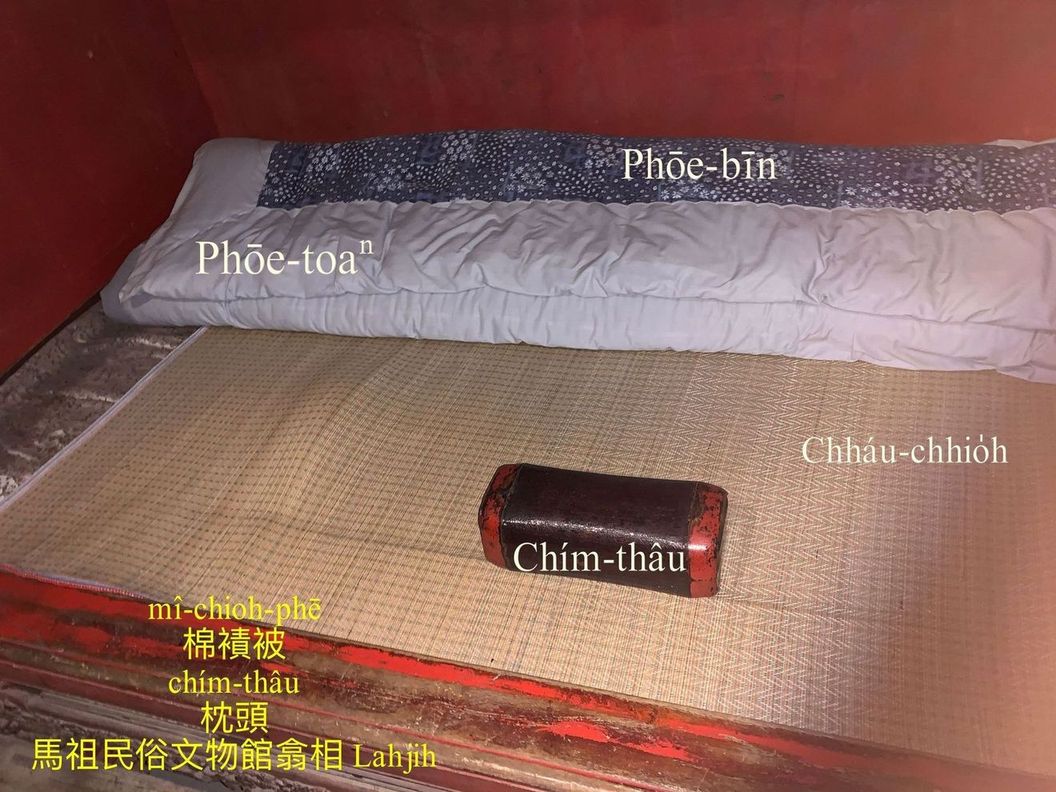 Phōe-bīn
Phōe-toaⁿ
Chháu-chhio̍h
Chím-thâu
mî-chioh-phē
棉襀被
chím-thâu
枕頭
馬祖民俗文物館翕相 Lahjih